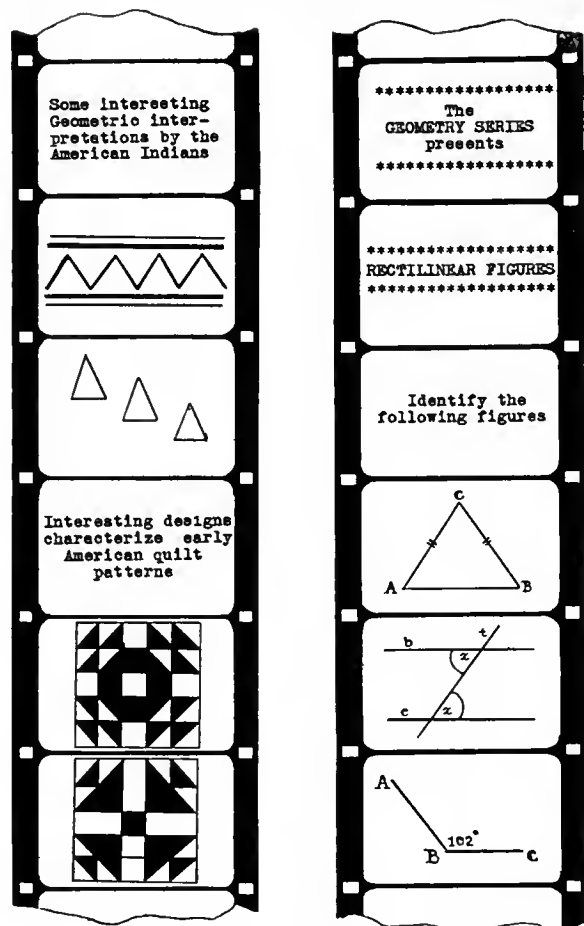 Some interesting
Geometric inter-
pretations by the
American Indians
Interesting designs
characterize early
American quilt
patterns
******************
The
GEOMETRY SERIES
presents
******************
******************
RECTILINEAR FIGURES
******************
Identify the
following figures
C
A
B
t
b
x
c
x
A
102°
B
C